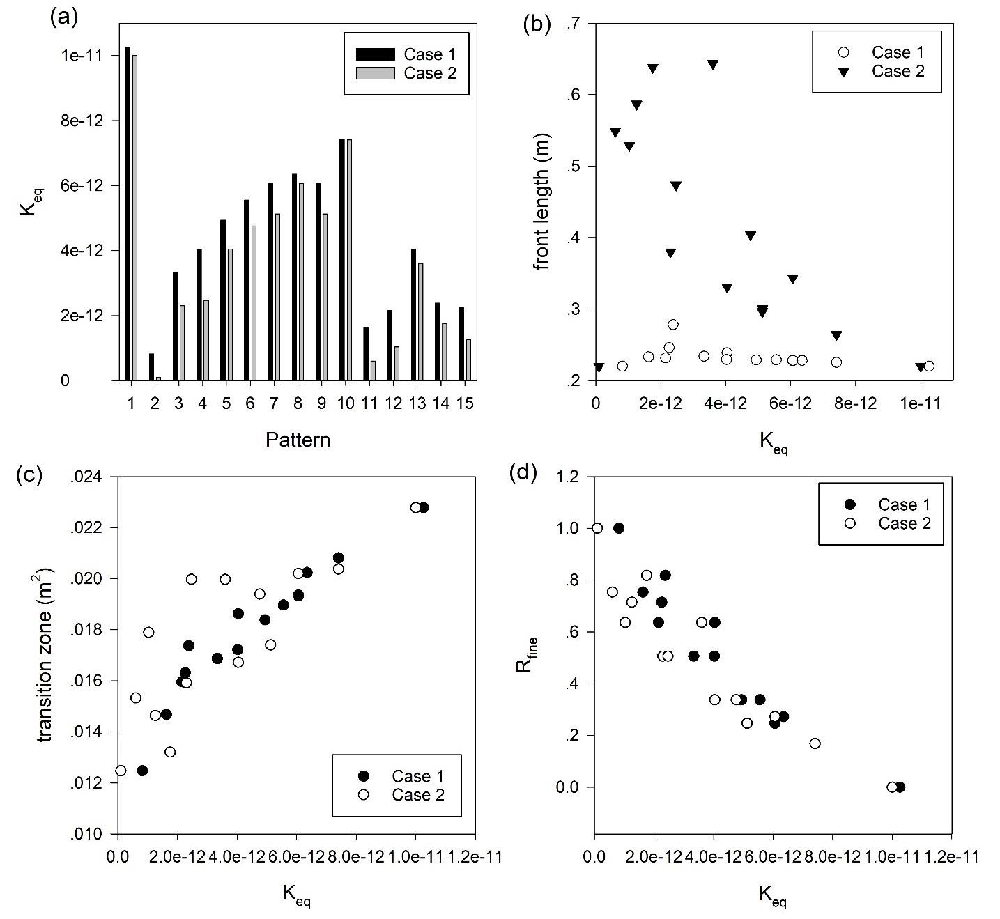 (a)
Case 1
Case 2
1e-11
8e-12
6e-12
4e-12
2e-12
0
Keq
1 2 3 4 5 6 7 8 9 10 11 12 13 14 15
Pattern
(b)
Case 1
Case 2
.7
.6
.5
.4
.3
.2
front length (m)
0 2e-12 4e-12 6e-12 8e-12 1e-11
Keq
(c)
.024
.022
.020
.018
.016
.014
.012
.010
transition zone (m²)
Case 1
Case 2
0.0 2.0e-12 4.0e-12 6.0e-12 8.0e-12 1.0e-11 1.2e-11
Keq
(d)
Case 1
Case 2
1.2
1.0
.8
.6
.4
.2
0.0
Rfine
0.0 2.0e-12 4.0e-12 6.0e-12 8.0e-12 1.0e-11 1.2e-11
Keq